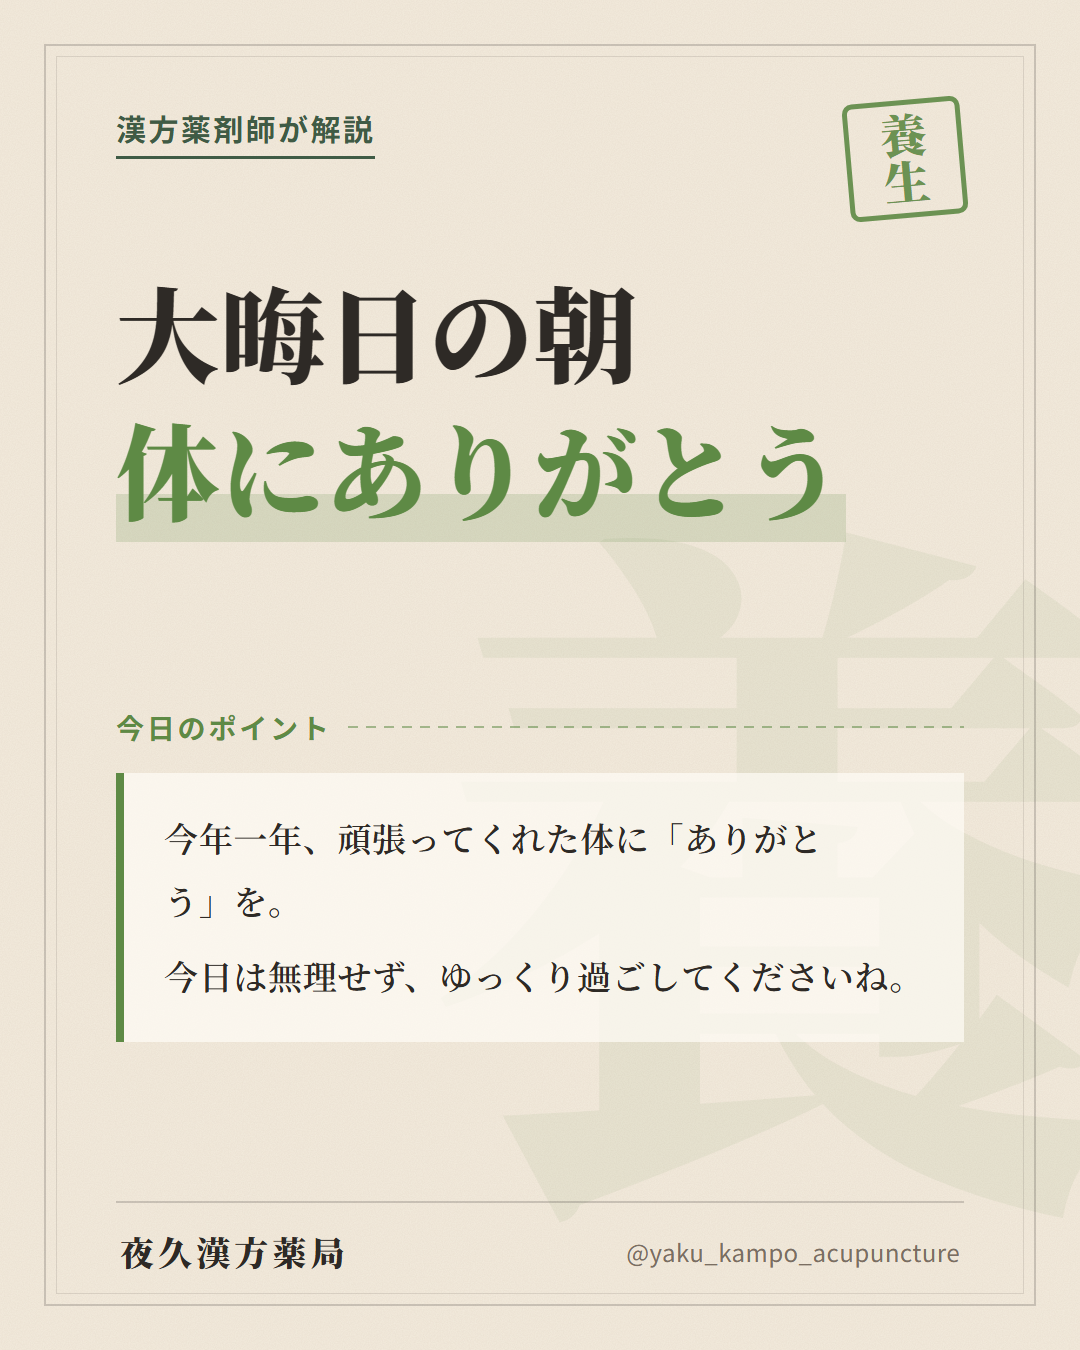 漢方薬剤師が解説
養生
大晦日の朝
体にありがとう
養
今日のポイント
今年一年、頑張ってくれた体に「ありがと
う」を。
今日は無理せず、ゆっくり過ごしてくださいね。
夜久漢方薬局
@yaku_kampo_acupuncture